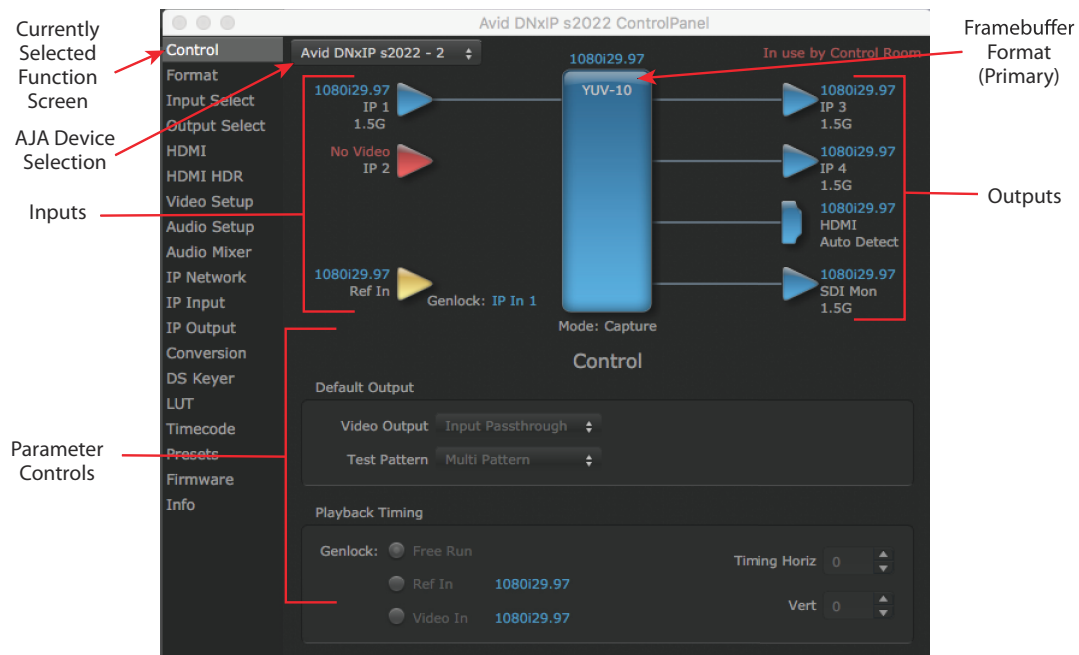 Avid DNxIP s2022 ControlPanel
Currently
Selected
Function
Screen
AJA Device
Selection
Inputs
Parameter
Controls
Control
Format
Input Select
Output Select
HDMI
HDMI HDR
Video Setup
Audio Setup
Audio Mixer
IP Network
IP Input
IP Output
Conversion
DS Keyer
LUT
Timecode
Presets
Firmware
Info
Avid DNxIP s2022 - 2
1080i29.97
In use by Control Room
1080i29.97
IP 1
1.5G
No Video
IP 2
1080i29.97
Ref In
Genlock: IP In 1
YUV-10
Mode: Capture
1080i29.97
IP 3
1.5G
1080i29.97
IP 4
1.5G
1080i29.97
HDMI
Auto Detect
1080i29.97
SDI Mon
1.5G
Framebuffer
Format
(Primary)
Outputs
Control
Default Output
Video Output Input Passthrough
Test Pattern Multi Pattern
Playback Timing
Genlock: Free Run
Ref In 1080i29.97
Video In 1080i29.97
Timing Horiz 0
Vert 0